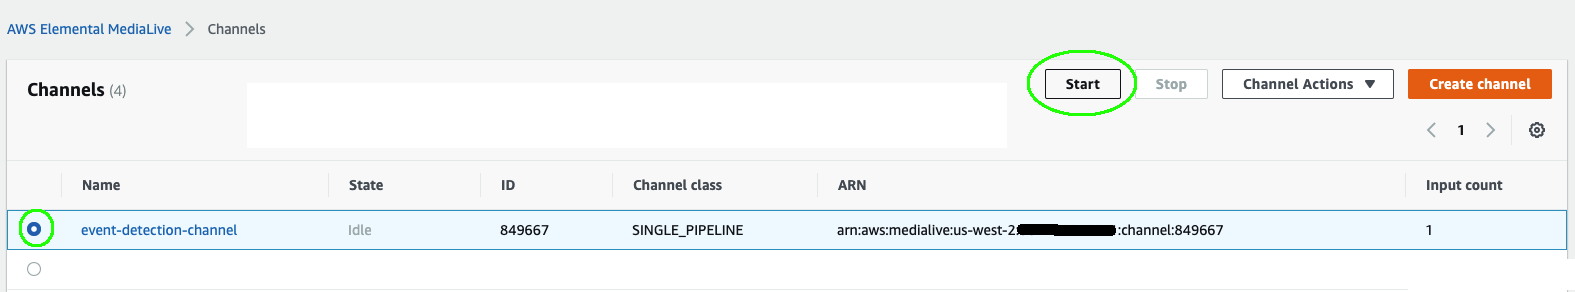 AWS Elemental MediaLive > Channels
Channels (4)
Start Stop Channel Actions ▼ Create channel
< 1 >
Name State ID Channel class ARN Input count
event-detection-channel Idle 849667 SINGLE_PIPELINE arn:aws:medialive:us-west-2: :channel:849667 1